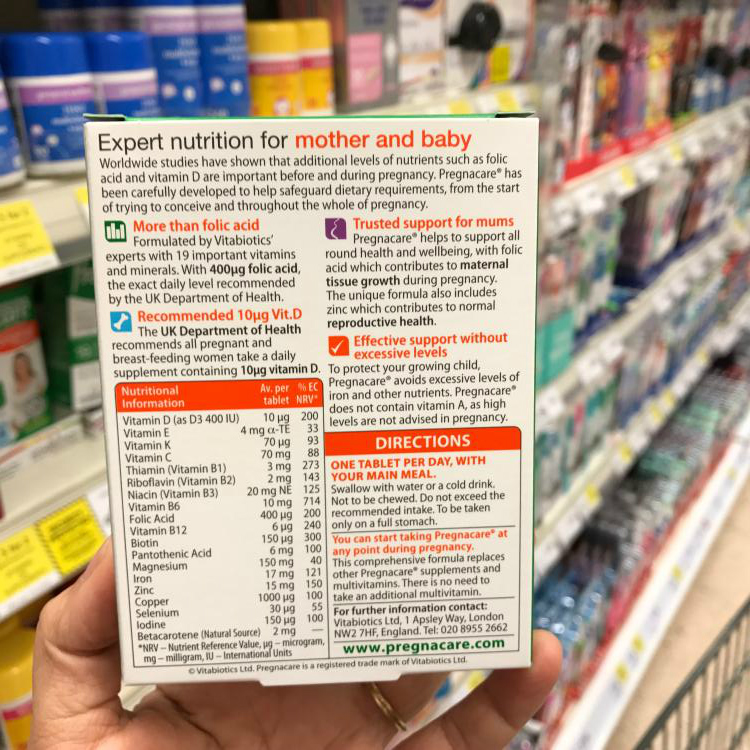 Expert nutrition for mother and baby
Worldwide studies have shown that additional levels of nutrients such as folic
acid and vitamin D are important before and during pregnancy. Pregnacare® has
been carefully developed to help safeguard dietary requirements, from the start
of trying to conceive and throughout the whole of pregnancy.
More than folic acid
Formulated by Vitabiotics'
experts with 19 important vitamins
and minerals. With 400µg folic acid,
the exact daily level recommended
by the UK Department of Health.
Recommended 10µg Vit.D
The UK Department of Health
recommends all pregnant and
breast-feeding women take a daily
supplement containing 10µg vitamin D.
Trusted support for mums
Pregnacare® helps to support all
round health and wellbeing, with folic
acid which contributes to maternal
tissue growth during pregnancy.
The unique formula also includes
zinc which contributes to normal
reproductive health.
Effective support without
excessive levels
To protect your growing child,
Pregnacare® avoids excessive levels of
iron and other nutrients. Pregnacare®
does not contain vitamin A, as high
levels are not advised in pregnancy.
Nutritional Av. per % EC
Information tablet NRV*
Vitamin D (as D3 400 IU) 10 µg 200
Vitamin E 4 mg α-TE 33
Vitamin K 70 µg 93
Vitamin C 70 mg 88
Thiamin (Vitamin B1) 3 mg 273
Riboflavin (Vitamin B2) 2 mg 143
Niacin (Vitamin B3) 20 mg NE 125
Vitamin B6 10 mg 714
Folic Acid 400 µg 200
Vitamin B12 6 µg 240
Biotin 150 µg 300
Pantothenic Acid 6 mg 100
Magnesium 150 mg 40
Iron 17 mg 121
Zinc 15 mg 150
Copper 1000 µg 100
Selenium 30 µg 55
Iodine 150 µg 100
Betacarotene (Natural Source) 2 mg —
*NRV – Nutrient Reference Value, µg – microgram,
mg – milligram, IU – International Units
DIRECTIONS
ONE TABLET PER DAY, WITH
YOUR MAIN MEAL.
Swallow with water or a cold drink.
Not to be chewed. Do not exceed the
recommended intake. To be taken
only on a full stomach.
You can start taking Pregnacare® at
any point during pregnancy.
This comprehensive formula replaces
other Pregnacare® supplements and
multivitamins. There is no need to
take an additional multivitamin.
For further information contact:
Vitabiotics Ltd, 1 Apsley Way, London
NW2 7HF, England. Tel: 020 8955 2662
www.pregnacare.com
© Vitabiotics Ltd. Pregnacare is a registered trade mark of Vitabiotics Ltd.